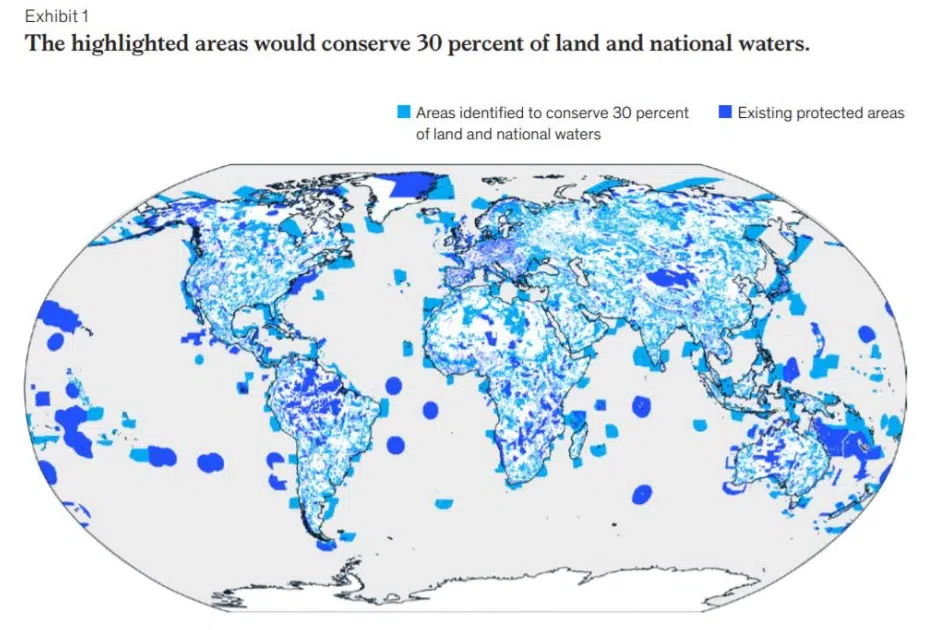 Exhibit 1
The highlighted areas would conserve 30 percent of land and national waters.
Areas identified to conserve 30 percent
of land and national waters
Existing protected areas